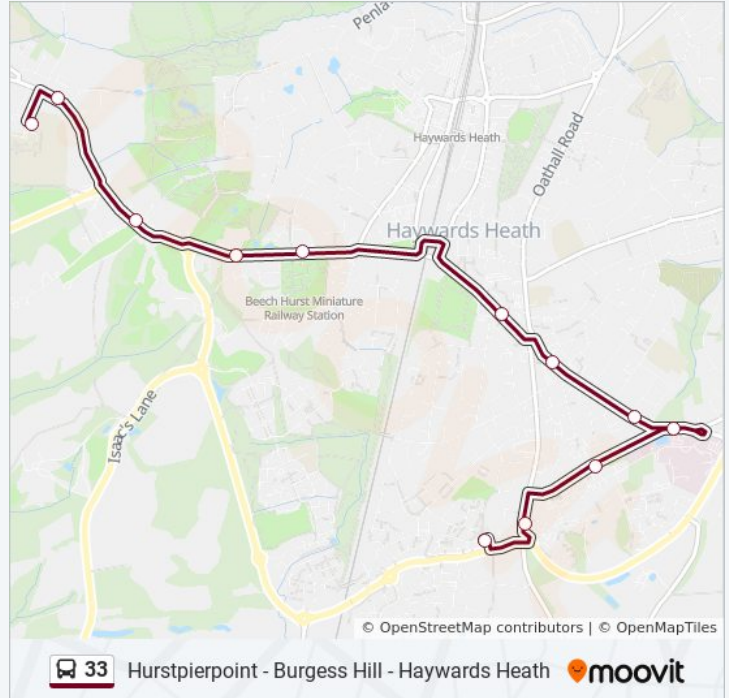 Penla
Haywards Heath
Oathall Road
Haywards Heath
Beech Hurst Miniature
Railway Station
Isaac's Lane
© OpenStreetMap contributors | © OpenMapTiles
33 Hurstpierpoint - Burgess Hill - Haywards Heath moovit